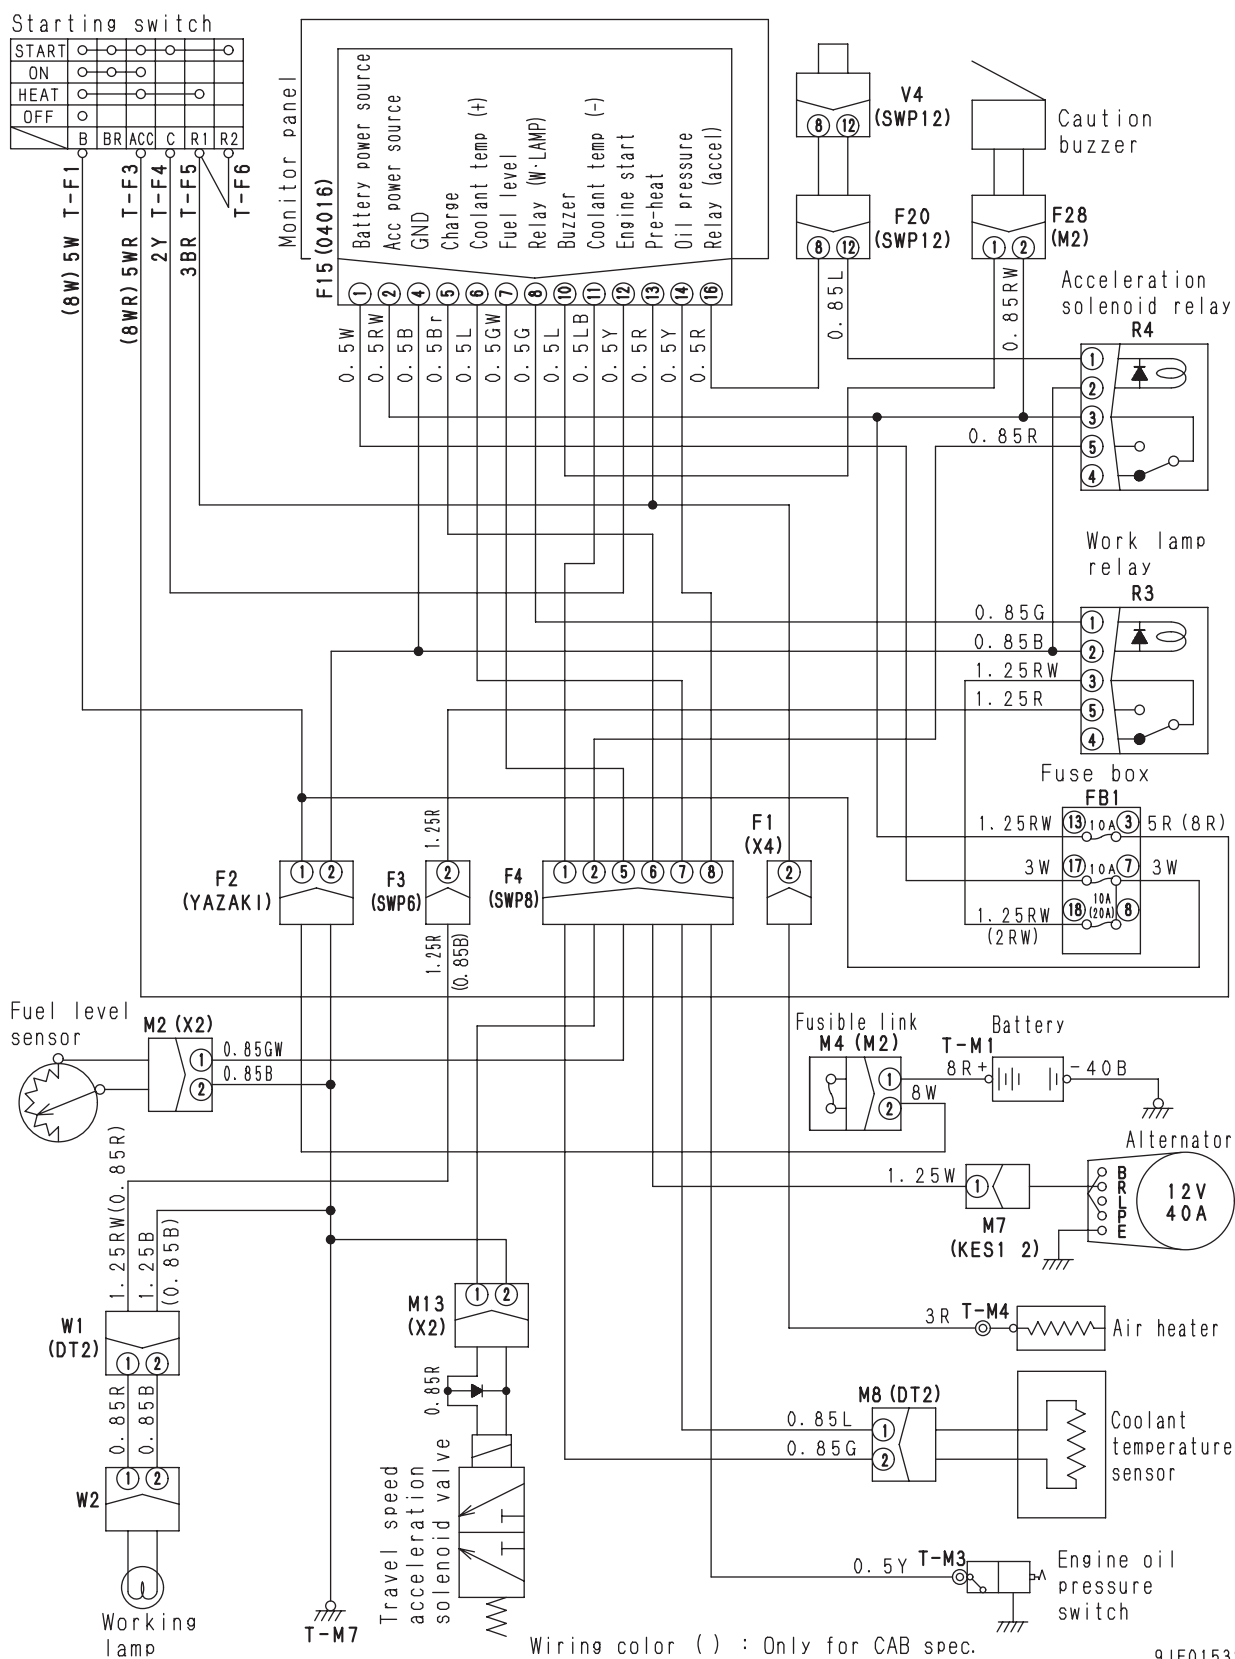 Starting switch
START
ON
HEAT
OFF
B BR ACC C R1 R2
(8W) 5W T-F1
(8WR) 5WR T-F3
2Y T-F4
3BR T-F5
T-F6
Monitor panel
F15 (04016)
Battery power source
Acc power source
GND
Charge
Coolant temp (+)
Fuel level
Relay (W·LAMP)
Buzzer
Coolant temp (-)
Engine start
Pre-heat
Oil pressure
Relay (accel)
1 2 4 5 6 7 8 10 11 12 13 14 16
0.5W
0.5RW
0.5B
0.5Br
0.5L
0.5GW
0.5G
0.5L
0.5LB
0.5Y
0.5R
0.5Y
0.5R
V4
(SWP12)
8 12
F20
(SWP12)
8 12
0.85L
Caution
buzzer
F28
(M2)
1 2
0.85RW
Acceleration
solenoid relay
R4
1
2
3
5
4
0.85R
Work lamp
relay
R3
1
2
3
5
4
0.85G
0.85B
1.25RW
1.25R
Fuse box
FB1
1.25RW 13 10A 3 5R (8R)
3W 17 10A 7 3W
1.25RW 18 10A (20A) 8
(2RW)
F2
(YAZAKI)
1 2
1.25R
F3
(SWP6)
2
1.25R
(0.85B)
F4
(SWP8)
1 2 5 6 7 8
F1
(X4)
2
Fuel level
sensor
M2 (X2)
1 0.85GW
2 0.85B
Fusible link
M4 (M2)
1
2
8W
Battery
T-M1
8R + - 40B
Alternator
B
R
L
P
E
12V
40A
1.25W
1
M7
(KES1 2)
1.25RW(0.85R)
1.25B
(0.85B)
W1
(DT2)
1 2
0.85R
0.85B
W2
1 2
Working
lamp
M13
(X2)
1 2
0.85R
Travel speed
acceleration
solenoid valve
T-M7
3R T-M4
Air heater
M8 (DT2)
0.85L 1
0.85G 2
Coolant
temperature
sensor
0.5Y T-M3
Engine oil
pressure
switch
Wiring color ( ) : Only for CAB spec.